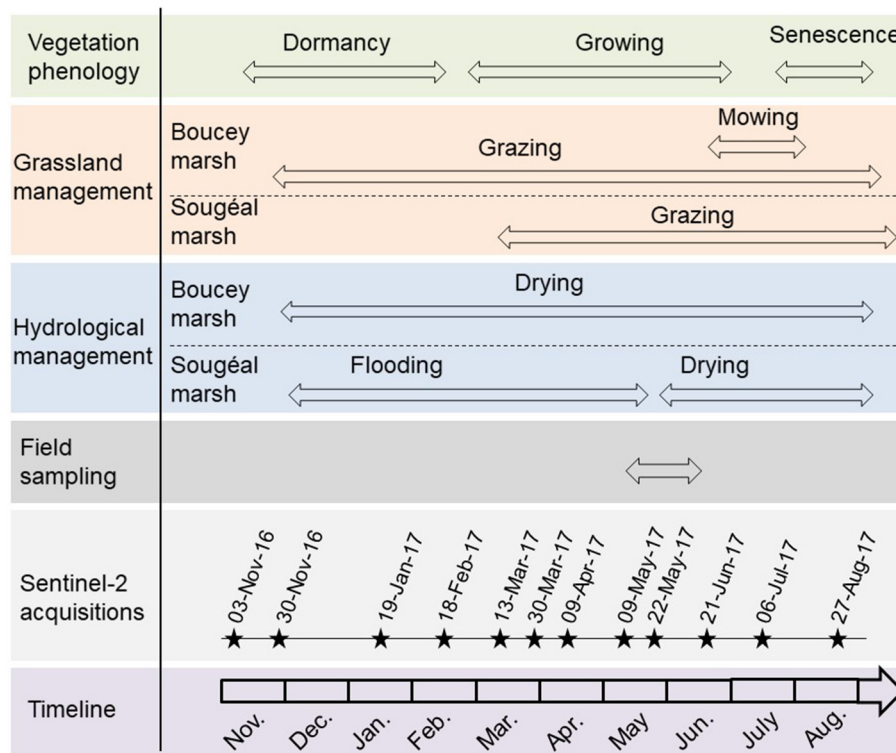 Vegetation
phenology
Dormancy
Growing
Senescence
Grassland
management
Boucey
marsh
Grazing
Mowing
Sougéal
marsh
Grazing
Hydrological
management
Boucey
marsh
Drying
Sougéal
marsh
Flooding
Drying
Field
sampling
Sentinel-2
acquisitions
03-Nov-16
30-Nov-16
19-Jan-17
18-Feb-17
13-Mar-17
30-Mar-17
09-Apr-17
09-May-17
22-May-17
21-Jun-17
06-Jul-17
27-Aug-17
Timeline
Nov.
Dec.
Jan.
Feb.
Mar.
Apr.
May
Jun.
July
Aug.